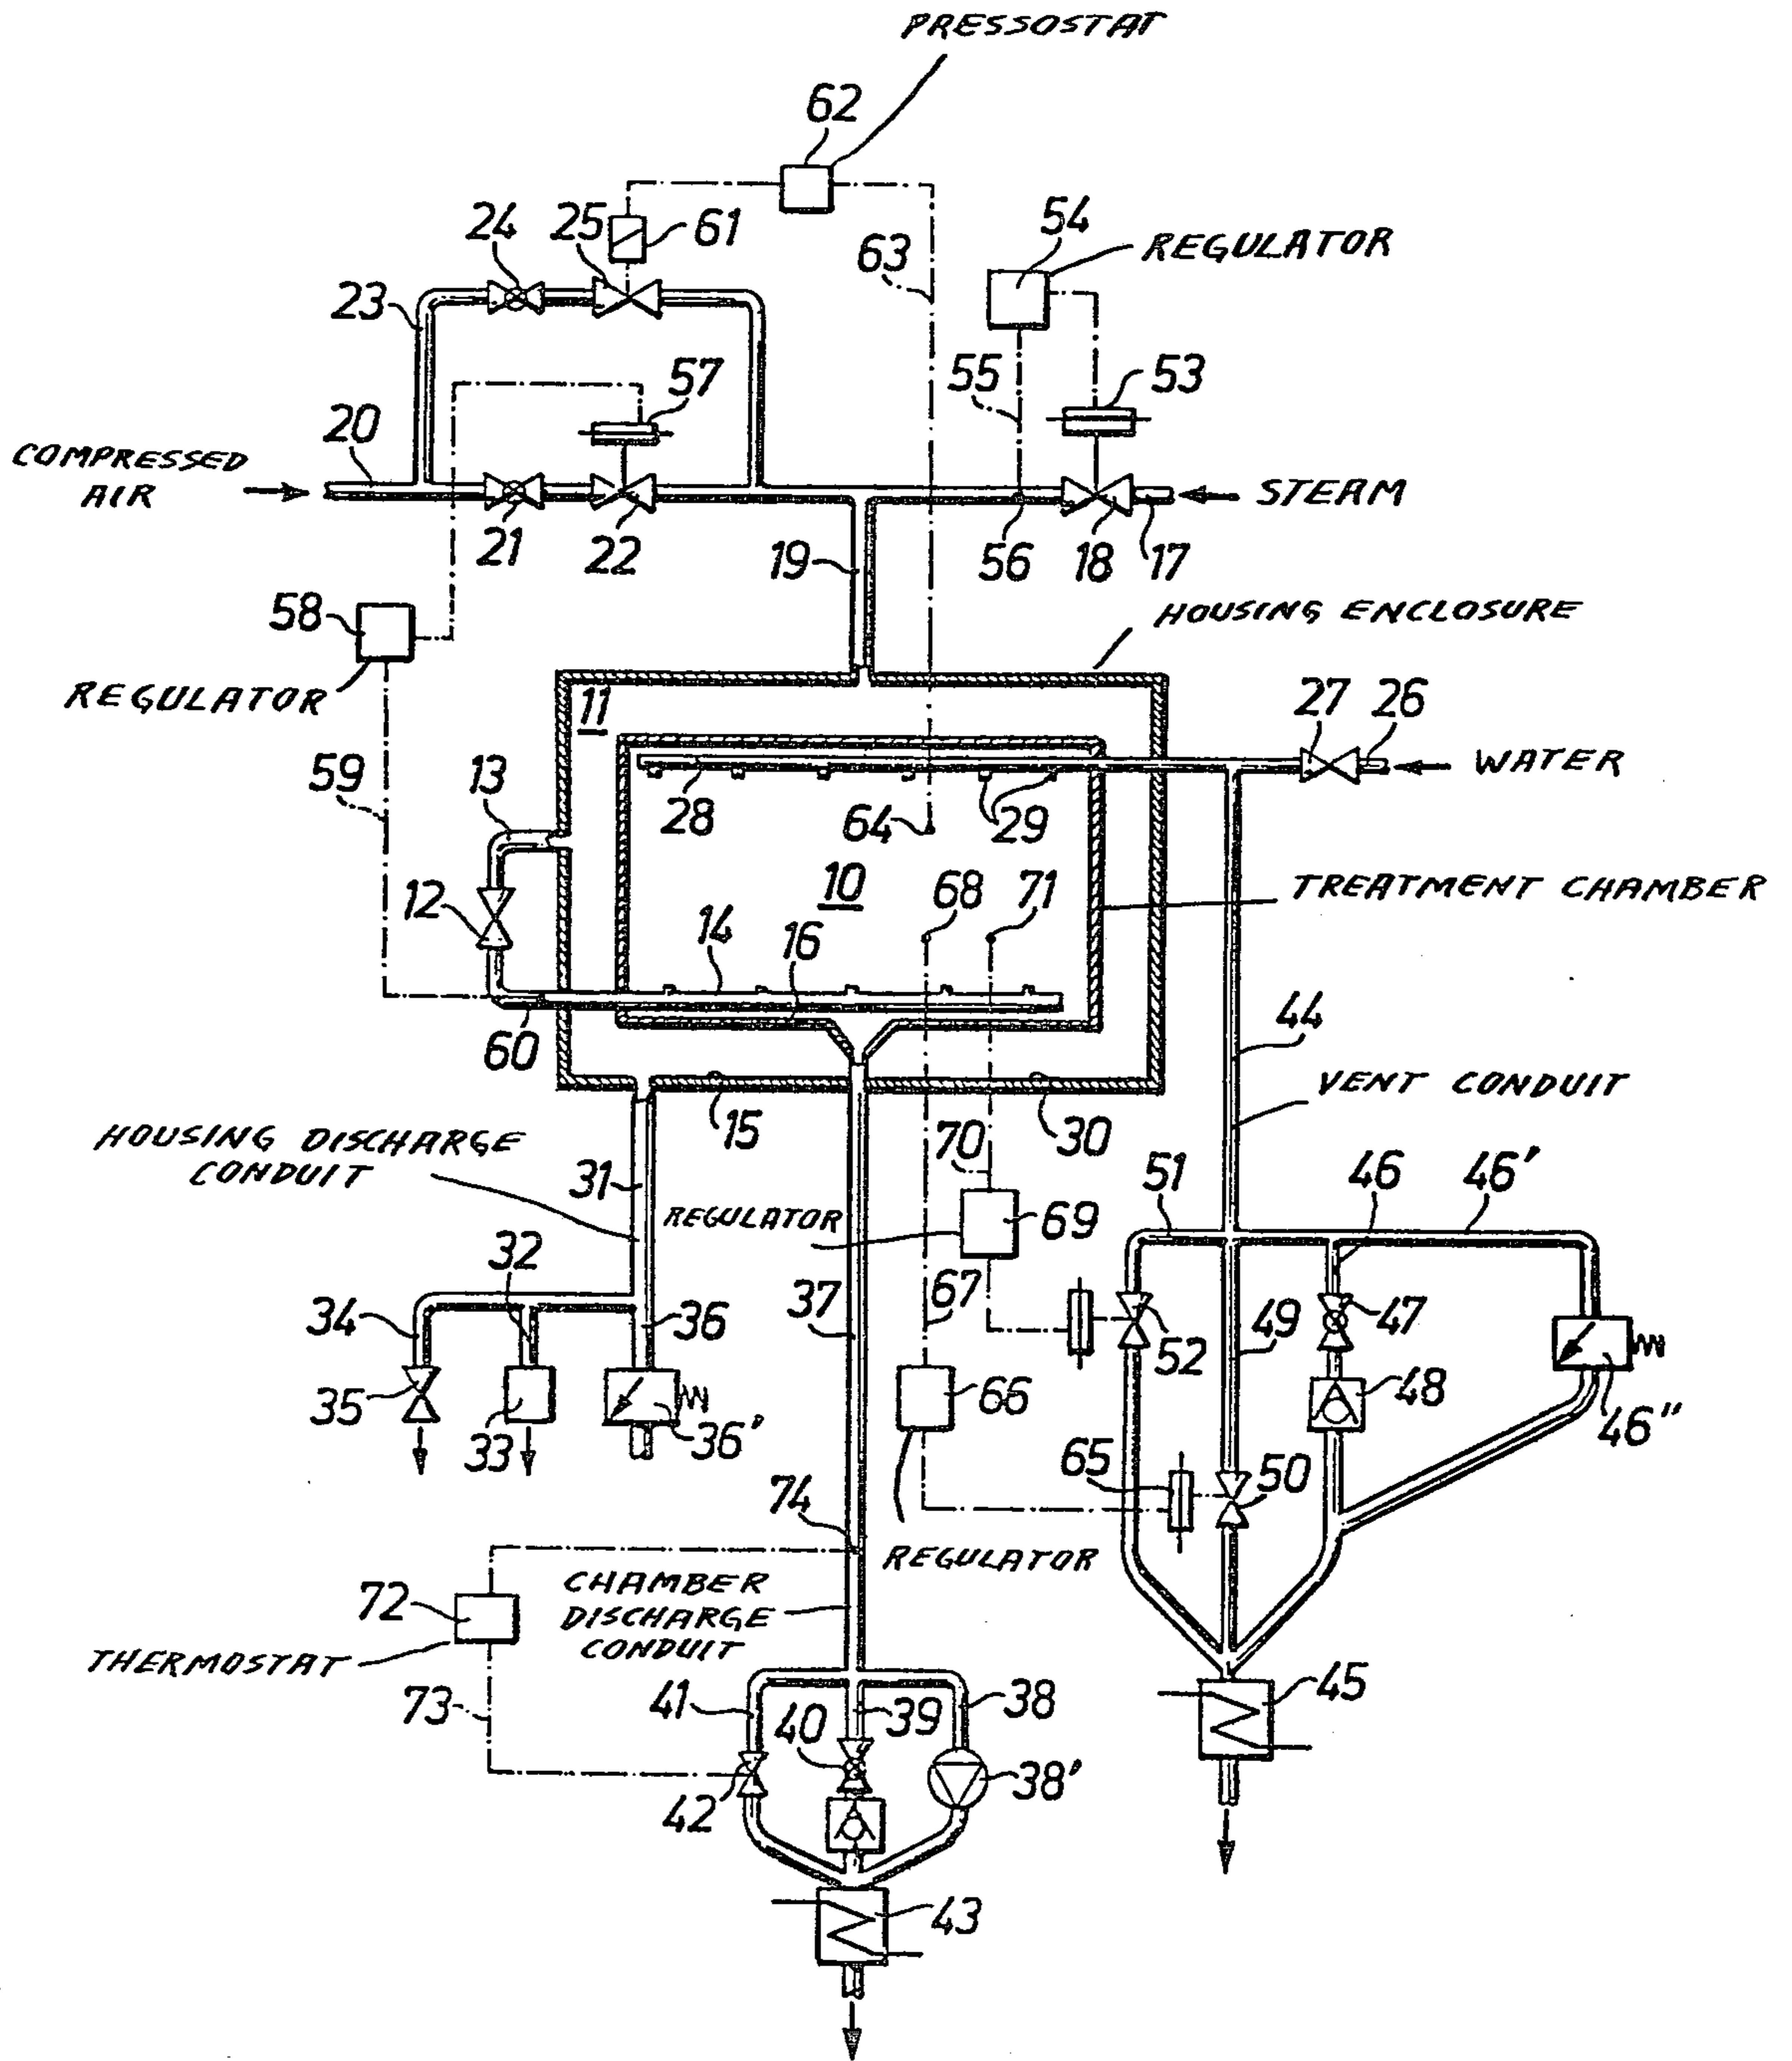 PRESSOSTAT
62
54
24 25 61
REGULATOR
63
23
57
55 53
20
COMPRESSED
AIR
STEAM
21 22 19 56 18 17
58
HOUSING ENCLOSURE
REGULATOR
11
27 26
59 13
WATER
28 64 29
10 68 71
TREATMENT CHAMBER
12
14 16
60
44
VENT CONDUIT
15 30
HOUSING DISCHARGE
CONDUIT
70
31
51 46 46'
REGULATOR 69
32
34 36 37 67 49 47
52
35 66 48
33 36' 46"
65 50
74
REGULATOR
72 CHAMBER
DISCHARGE
CONDUIT
THERMOSTAT
73 41 40 39 38 45
38'
42
43